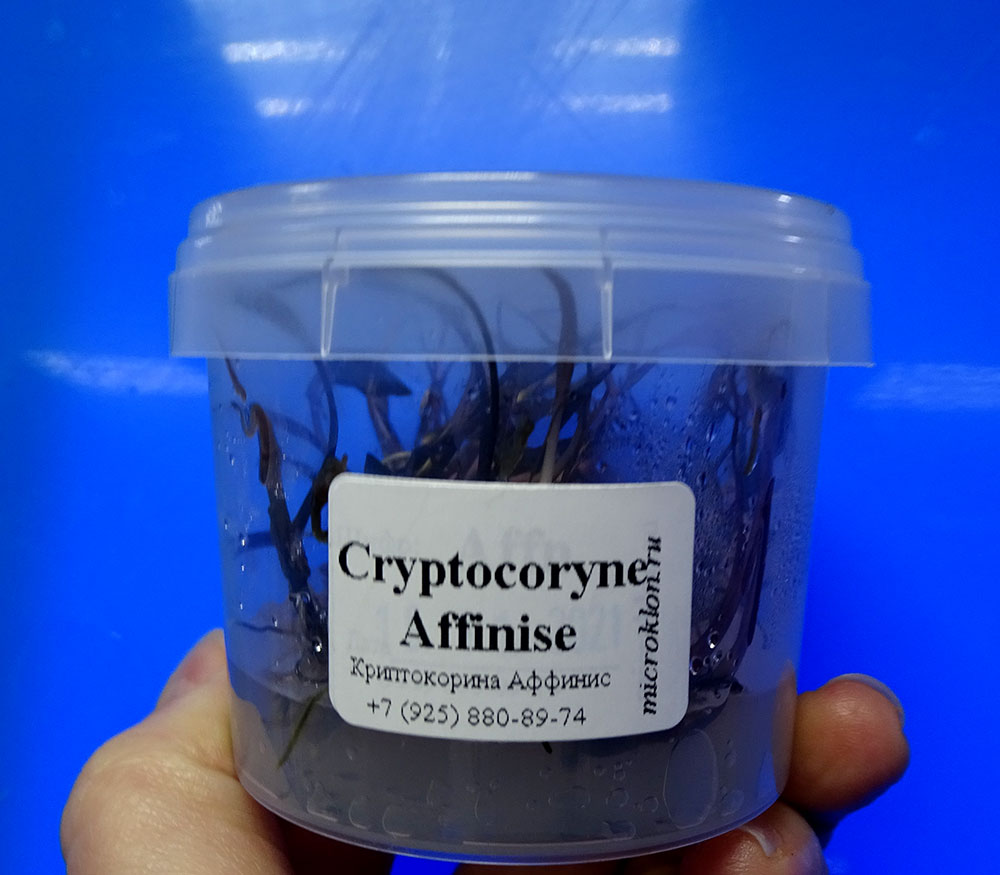 Cryptocoryne
Affinise
Криптокорина Аффинис
+7 (925) 880-89-74
microklon.ru